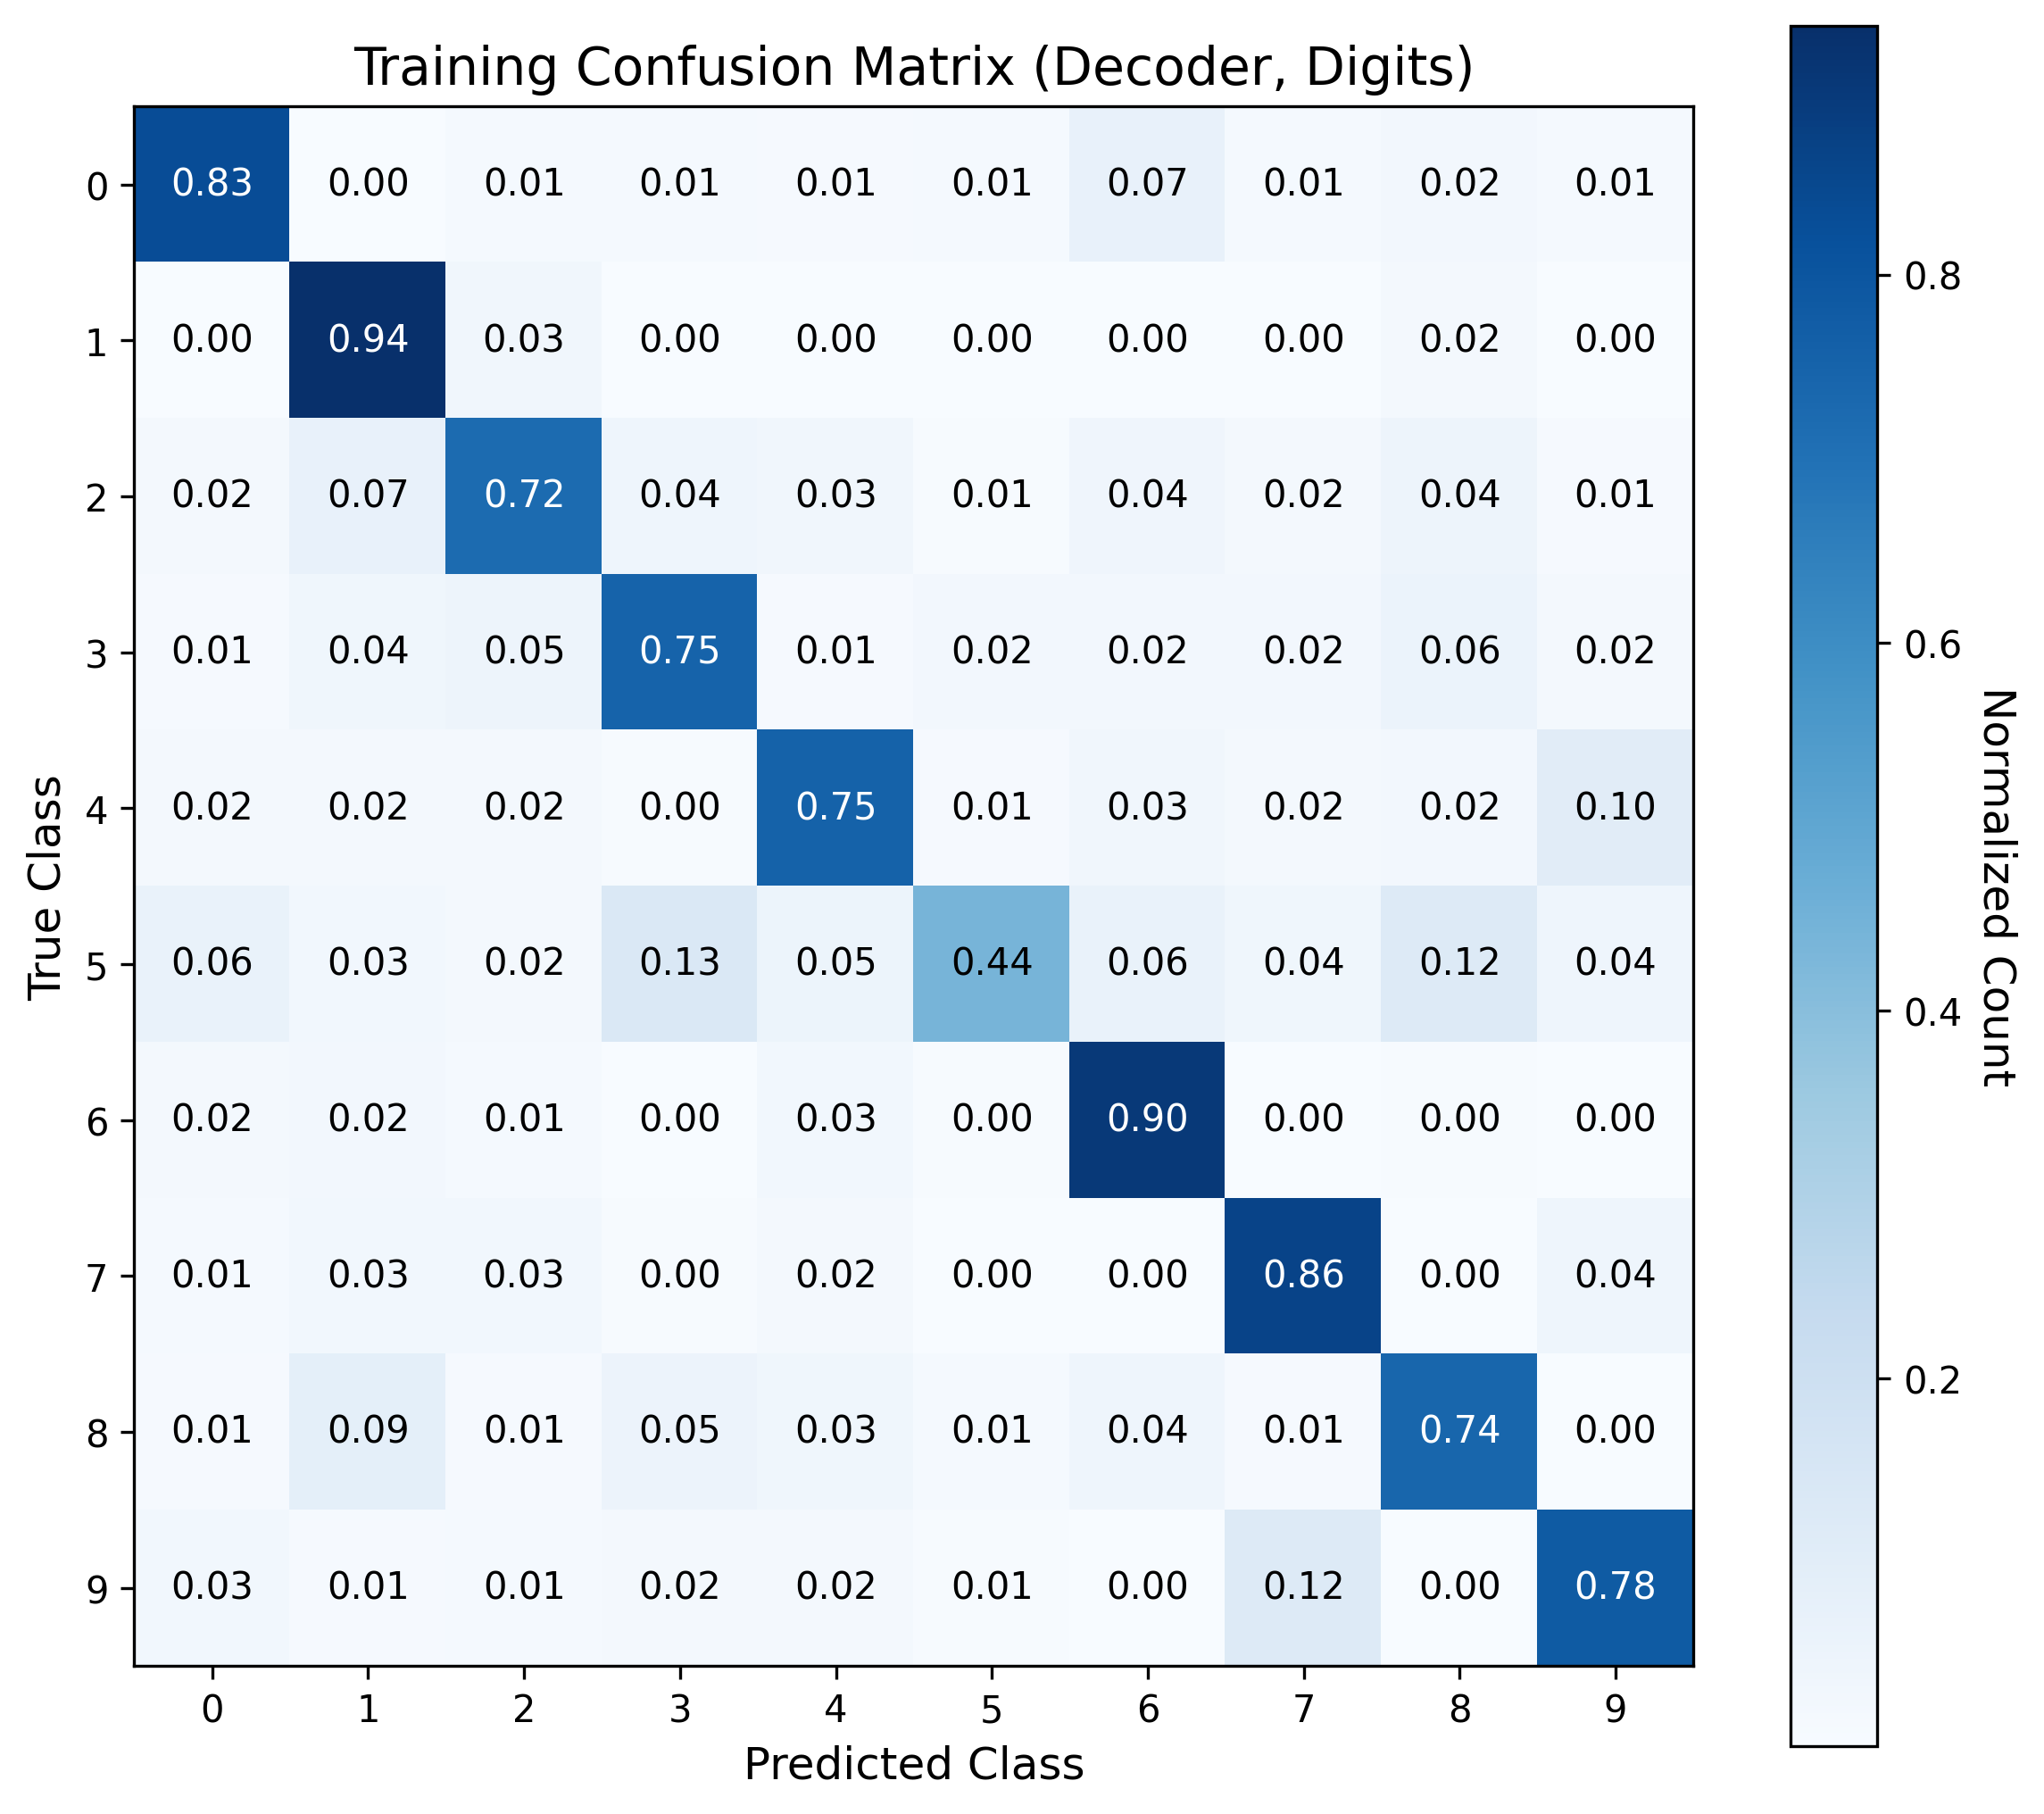 Training Confusion Matrix (Decoder, Digits)
0 0.83 0.00 0.01 0.01 0.01 0.01 0.07 0.01 0.02 0.01
1 0.00 0.94 0.03 0.00 0.00 0.00 0.00 0.00 0.02 0.00
2 0.02 0.07 0.72 0.04 0.03 0.01 0.04 0.02 0.04 0.01
3 0.01 0.04 0.05 0.75 0.01 0.02 0.02 0.02 0.06 0.02
4 0.02 0.02 0.02 0.00 0.75 0.01 0.03 0.02 0.02 0.10
5 0.06 0.03 0.02 0.13 0.05 0.44 0.06 0.04 0.12 0.04
6 0.02 0.02 0.01 0.00 0.03 0.00 0.90 0.00 0.00 0.00
7 0.01 0.03 0.03 0.00 0.02 0.00 0.00 0.86 0.00 0.04
8 0.01 0.09 0.01 0.05 0.03 0.01 0.04 0.01 0.74 0.00
9 0.03 0.01 0.01 0.02 0.02 0.01 0.00 0.12 0.00 0.78
0 1 2 3 4 5 6 7 8 9
Predicted Class
True Class
0.8
0.6
0.4
0.2
Normalized Count